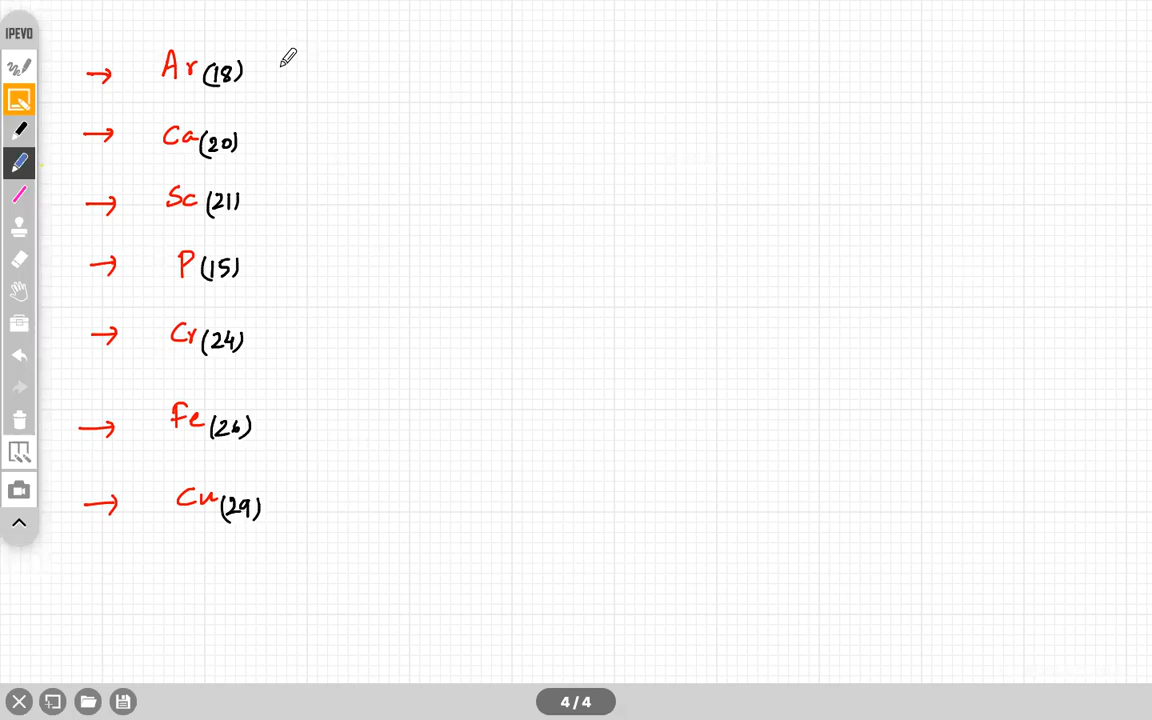 IPEVO
→ Ar (18)
→ Ca (20)
→ Sc (21)
→ P (15)
→ Cr (24)
→ Fe (26)
→ Cu (29)
4 / 4